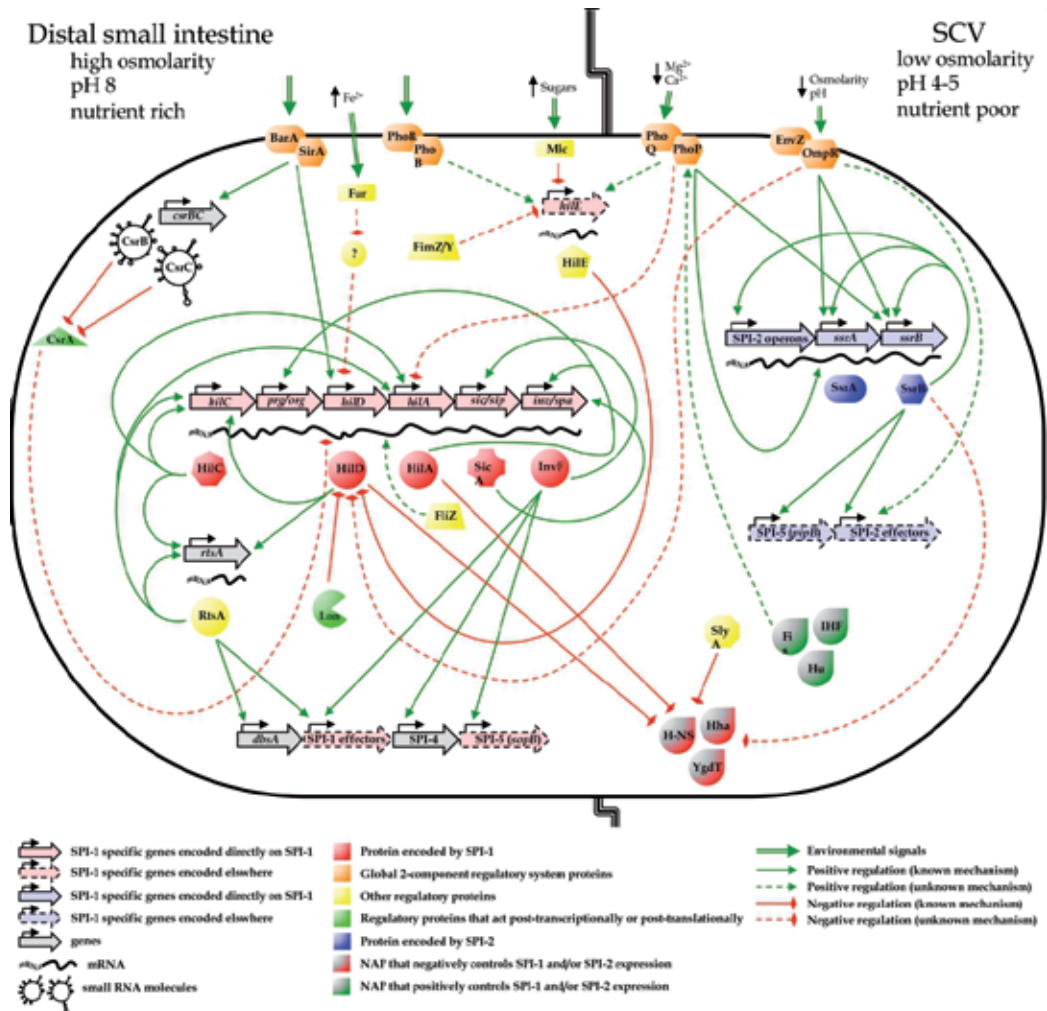 Distal small intestine
high osmolarity
pH 8
nutrient rich
SCV
low osmolarity
pH 4-5
nutrient poor
Fe²⁺
Sugars
Mg²⁺
Ca²⁺
Osmolarity
pH
BarA
SirA
PhoR
PhoB
Mlc
PhoQ
PhoP
EnvZ
OmpR
Fur
?
hilE
mRNA
FimZ/Y
HilE
csrBC
CsrB
CsrC
CsrA
SPI-2 operons
ssrA
ssrB
mRNA
SsrA
SsrB
hilC
prg/org
hilD
hilA
sic/sip
inv/spa
mRNA
HilC
HilD
HilA
SicA
InvF
FliZ
SPI-5 (pipB)
SPI-2 effectors
rtsA
mRNA
RtsA
Lon
SlyA
Fis
IHF
Hu
H-NS
Hha
YgdT
dbsA
SPI-1 effectors
SPI-4
SPI-5 (sopB)
SPI-1 specific genes encoded directly on SPI-1
SPI-1 specific genes encoded elswhere
SPI-1 specific genes encoded directly on SPI-1
SPI-1 specific genes encoded elswhere
genes
mRNA mRNA
small RNA molecules
Protein encoded by SPI-1
Global 2-component regulatory system proteins
Other regulatory proteins
Regulatory proteins that act post-transcriptionally or post-translationally
Protein encoded by SPI-2
NAP that negatively controls SPI-1 and/or SPI-2 expression
NAP that positively controls SPI-1 and/or SPI-2 expression
Environmental signals
Positive regulation (known mechanism)
Positive regulation (unknown mechanism)
Negative regulation (known mechanism)
Negative regulation (unknown mechanism)